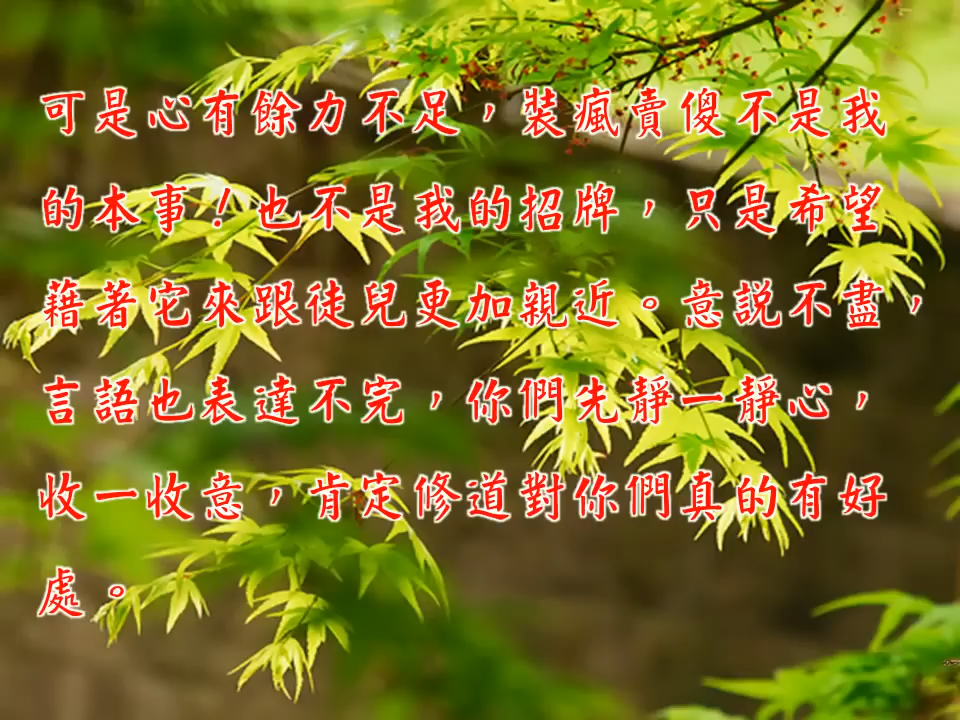 可是心有餘力不足，裝瘋賣傻不是我
的本事！也不是我的招牌，只是希望
藉著它來跟徒兒更加親近。意説不盡，
言語也表達不完，你們先靜一靜心，
收一收意，肯定修道對你們真的有好
處。